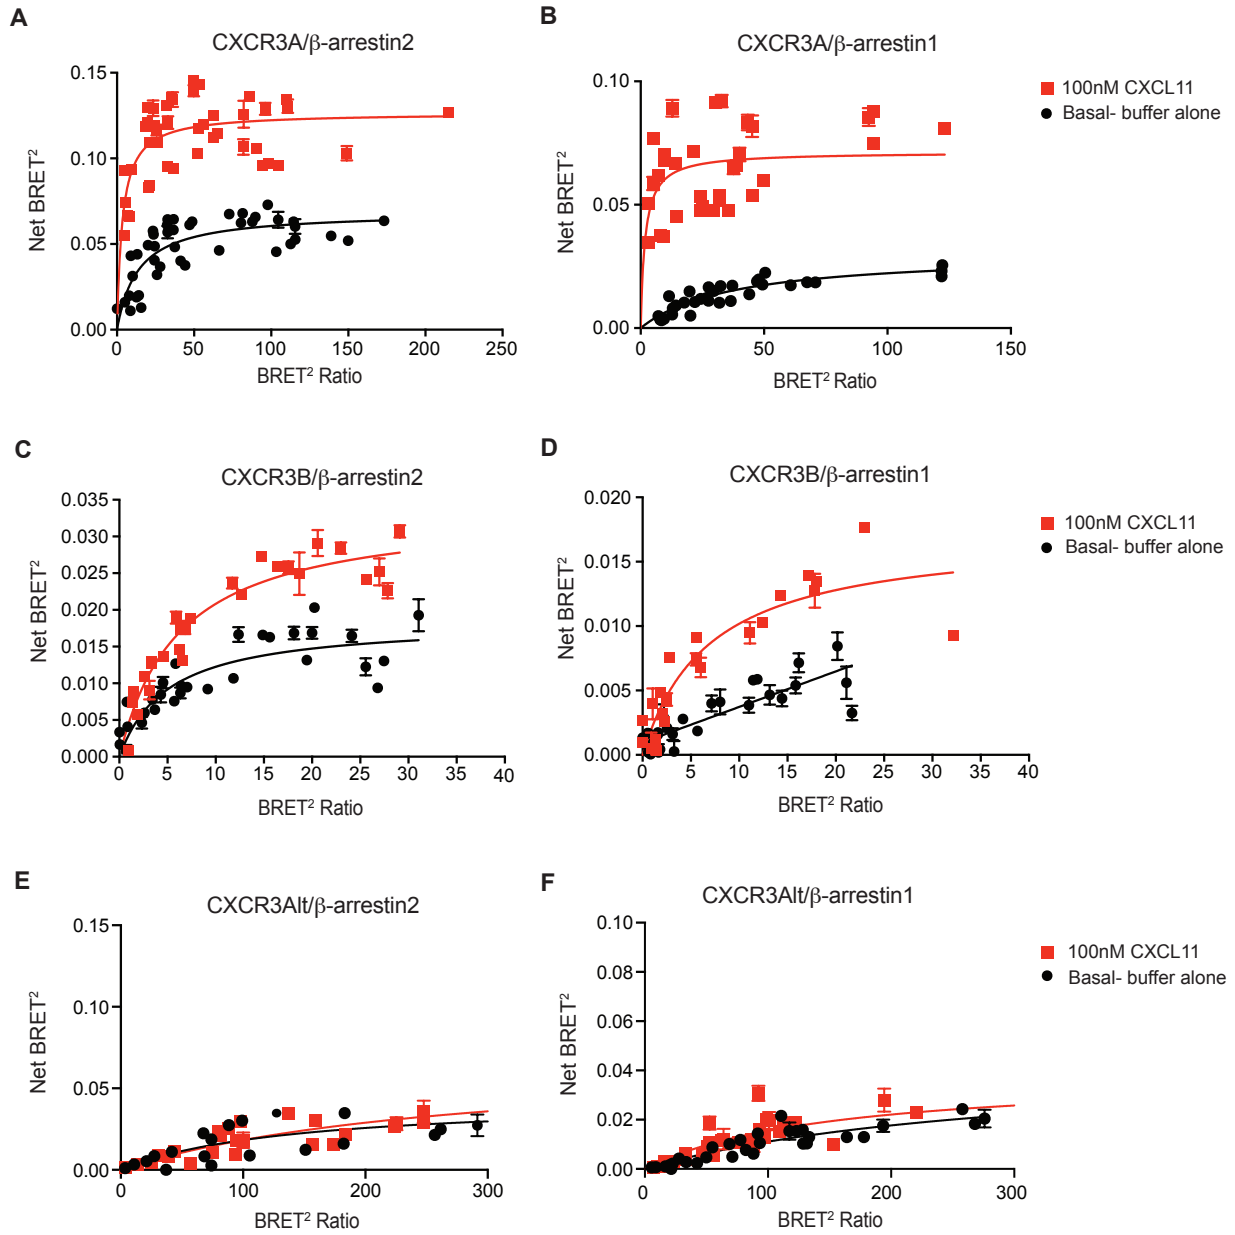 A
CXCR3A/β-arrestin2
0.15
0.10
0.05
0.00
Net BRET²
0 50 100 150 200 250
BRET² Ratio
B
CXCR3A/β-arrestin1
0.10
0.05
0.00
Net BRET²
0 50 100 150
BRET² Ratio
100nM CXCL11
Basal- buffer alone
C
CXCR3B/β-arrestin2
0.035
0.030
0.025
0.020
0.015
0.010
0.005
0.000
Net BRET²
0 5 10 15 20 25 30 35 40
BRET² Ratio
D
CXCR3B/β-arrestin1
0.020
0.015
0.010
0.005
0.000
Net BRET²
0 5 10 15 20 25 30 35 40
BRET² Ratio
100nM CXCL11
Basal- buffer alone
E
CXCR3Alt/β-arrestin2
0.15
0.10
0.05
0.00
Net BRET²
0 100 200 300
BRET² Ratio
F
CXCR3Alt/β-arrestin1
0.10
0.08
0.06
0.04
0.02
0.00
Net BRET²
0 100 200 300
BRET² Ratio
100nM CXCL11
Basal- buffer alone